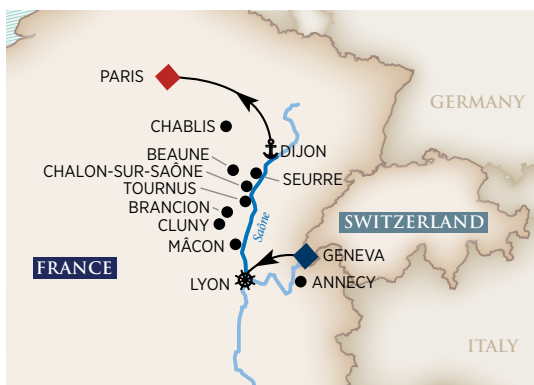 PARIS
GERMANY
CHABLIS
DIJON
BEAUNE
CHALON-SUR-SAÔNE
SEURRE
TOURNUS
BRANCION
CLUNY
Saône
SWITZERLAND
MÂCON
GENEVA
FRANCE
LYON
ANNECY
ITALY